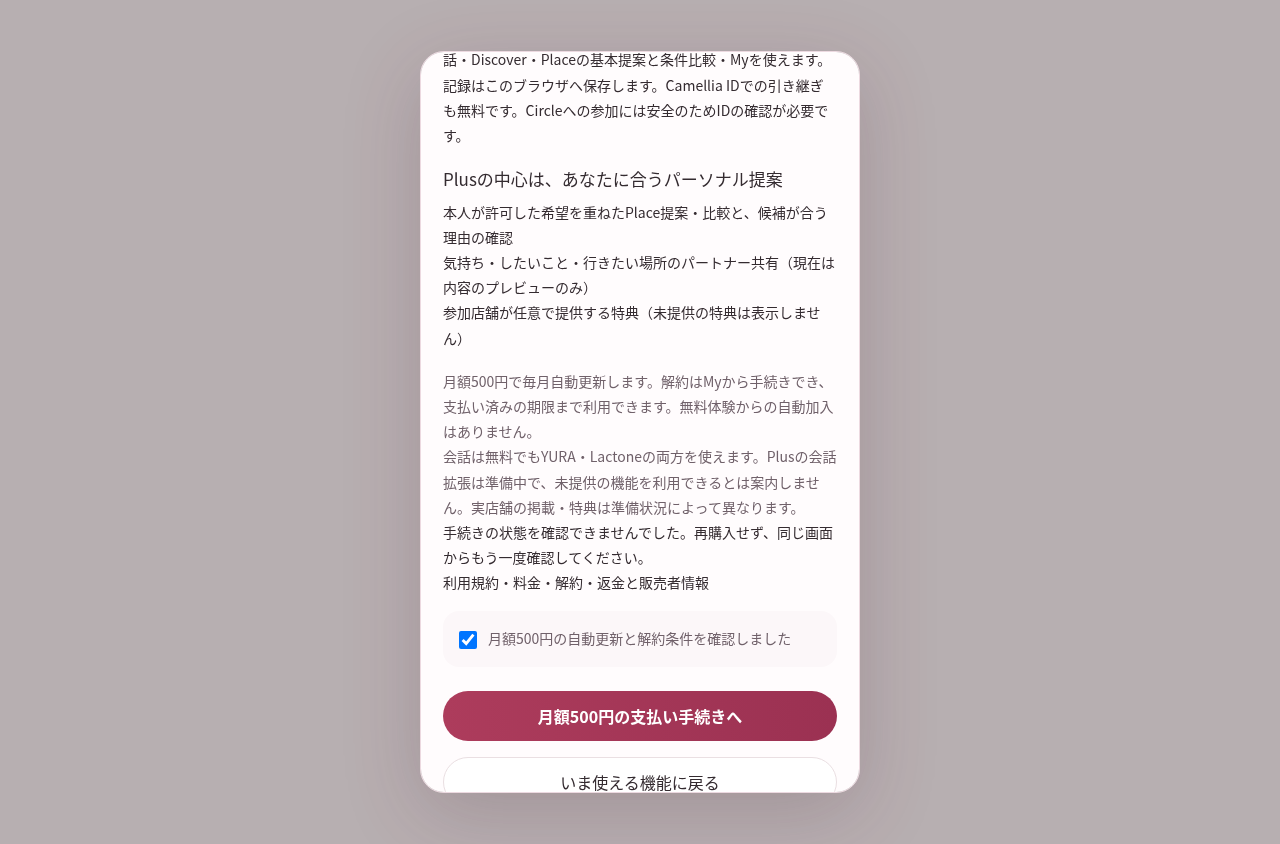 話・Discover・Placeの基本提案と条件比較・Myを使えます。
記録はこのブラウザへ保存します。Camellia IDでの引き継ぎ
も無料です。Circleへの参加には安全のためIDの確認が必要で
す。
Plusの中心は、あなたに合うパーソナル提案
本人が許可した希望を重ねたPlace提案・比較と、候補が合う
理由の確認
気持ち・したいこと・行きたい場所のパートナー共有（現在は
内容のプレビューのみ）
参加店舗が任意で提供する特典（未提供の特典は表示しませ
ん）
月額500円で毎月自動更新します。解約はMyから手続きでき、
支払い済みの期限まで利用できます。無料体験からの自動加入
はありません。
会話は無料でもYURA・Lactoneの両方を使えます。Plusの会話
拡張は準備中で、未提供の機能を利用できるとは案内しませ
ん。実店舗の掲載・特典は準備状況によって異なります。
手続きの状態を確認できませんでした。再購入せず、同じ画面
からもう一度確認してください。
利用規約・料金・解約・返金と販売者情報
月額500円の自動更新と解約条件を確認しました
月額500円の支払い手続きへ
いま使える機能に戻る